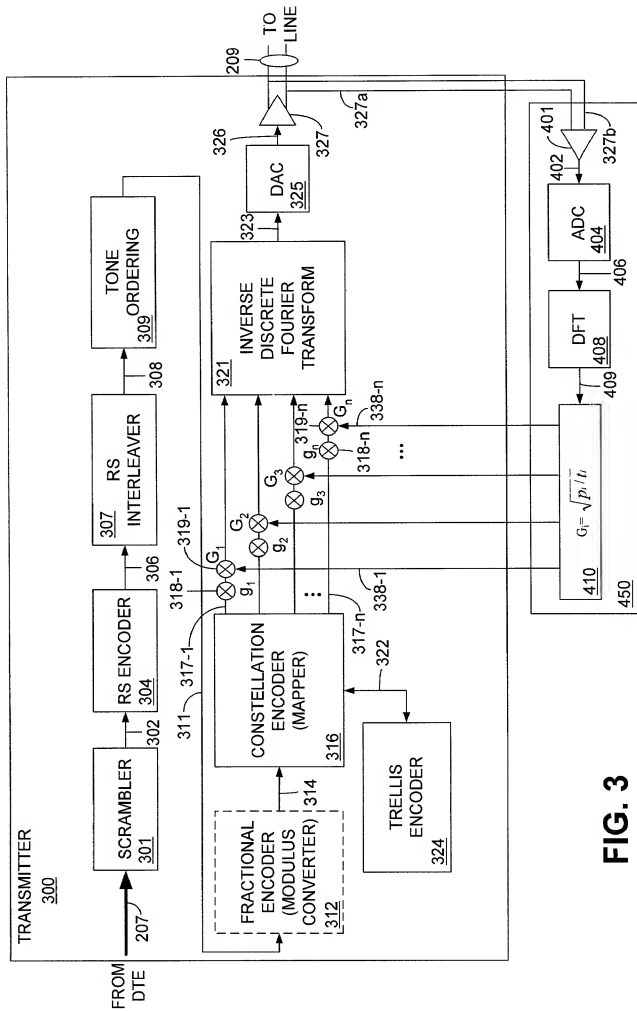 TRANSMITTER
300
FROM
DTE
207
SCRAMBLER
301
302
RS ENCODER
304
306
RS
INTERLEAVER
307
308
TONE
ORDERING
309
311
FRACTIONAL
ENCODER
(MODULUS
CONVERTER)
312
314
CONSTELLATION
ENCODER
(MAPPER)
316
322
TRELLIS
ENCODER
324
317-1
318-1
319-1
g1
G1
g2
G2
g3
G3
gn
Gn
...
317-n
318-n
319-n
...
338-1
338-n
321
INVERSE
DISCRETE
FOURIER
TRANSFORM
323
DAC
325
326
327
327a
209
TO
LINE
327b
401
402
ADC
404
406
DFT
408
409
Gi = √pi / ti
410
450
FIG. 3